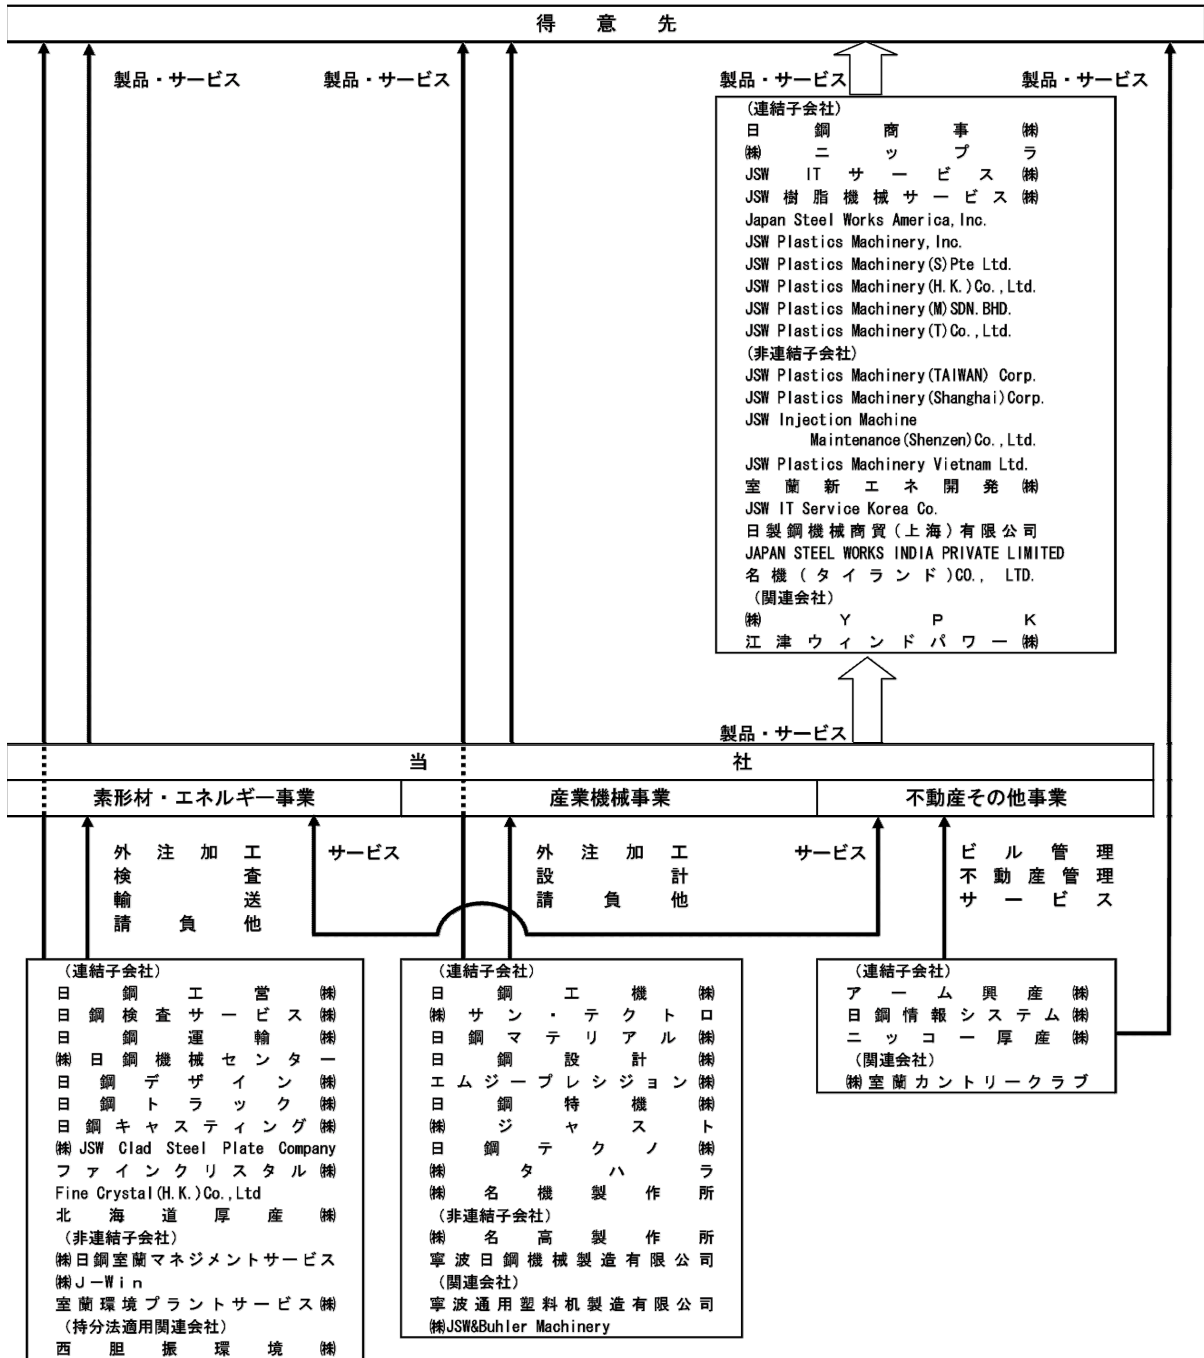 得意先
製品・サービス
製品・サービス
製品・サービス
製品・サービス
(連結子会社)
日鋼商事㈱
㈱ニップラ
JSW ITサービス㈱
JSW樹脂機械サービス㈱
Japan Steel Works America, Inc.
JSW Plastics Machinery, Inc.
JSW Plastics Machinery(S)Pte Ltd.
JSW Plastics Machinery(H.K.)Co.,Ltd.
JSW Plastics Machinery(M)SDN.BHD.
JSW Plastics Machinery(T)Co.,Ltd.
(非連結子会社)
JSW Plastics Machinery(TAIWAN) Corp.
JSW Plastics Machinery(Shanghai)Corp.
JSW Injection Machine
Maintenance(Shenzen)Co.,Ltd.
JSW Plastics Machinery Vietnam Ltd.
室蘭新エネ開発㈱
JSW IT Service Korea Co.
日製鋼機械商貿(上海)有限公司
JAPAN STEEL WORKS INDIA PRIVATE LIMITED
名機(タイランド)CO., LTD.
(関連会社)
㈱YPK
江津ウィンドパワー㈱
製品・サービス
当社
素形材・エネルギー事業
産業機械事業
不動産その他事業
外注加工
検査
輸送
請負他
サービス
外注加工
設計
請負他
サービス
ビル管理
不動産管理
サービス
(連結子会社)
日鋼工営㈱
日鋼検査サービス㈱
日鋼運輸㈱
㈱日鋼機械センター
日鋼デザイン㈱
日鋼トラック㈱
日鋼キャスティング㈱
㈱JSW Clad Steel Plate Company
ファインクリスタル㈱
Fine Crystal(H.K.)Co.,Ltd
北海道厚産㈱
(非連結子会社)
㈱日鋼室蘭マネジメントサービス
㈱J－Win
室蘭環境プラントサービス㈱
(持分法適用関連会社)
西胆振環境㈱
(連結子会社)
日鋼工機㈱
㈱サン・テクトロ
日鋼マテリアル㈱
日鋼設計㈱
エムジープレシジョン㈱
日鋼特機㈱
㈱ジャスト
日鋼テクノ㈱
㈱タハラ
㈱名機製作所
(非連結子会社)
㈱名高製作所
寧波日鋼機械製造有限公司
(関連会社)
寧波通用塑料机製造有限公司
㈱JSW&Buhler Machinery
(連結子会社)
アーム興産㈱
日鋼情報システム㈱
ニッコー厚産㈱
(関連会社)
㈱室蘭カントリークラブ